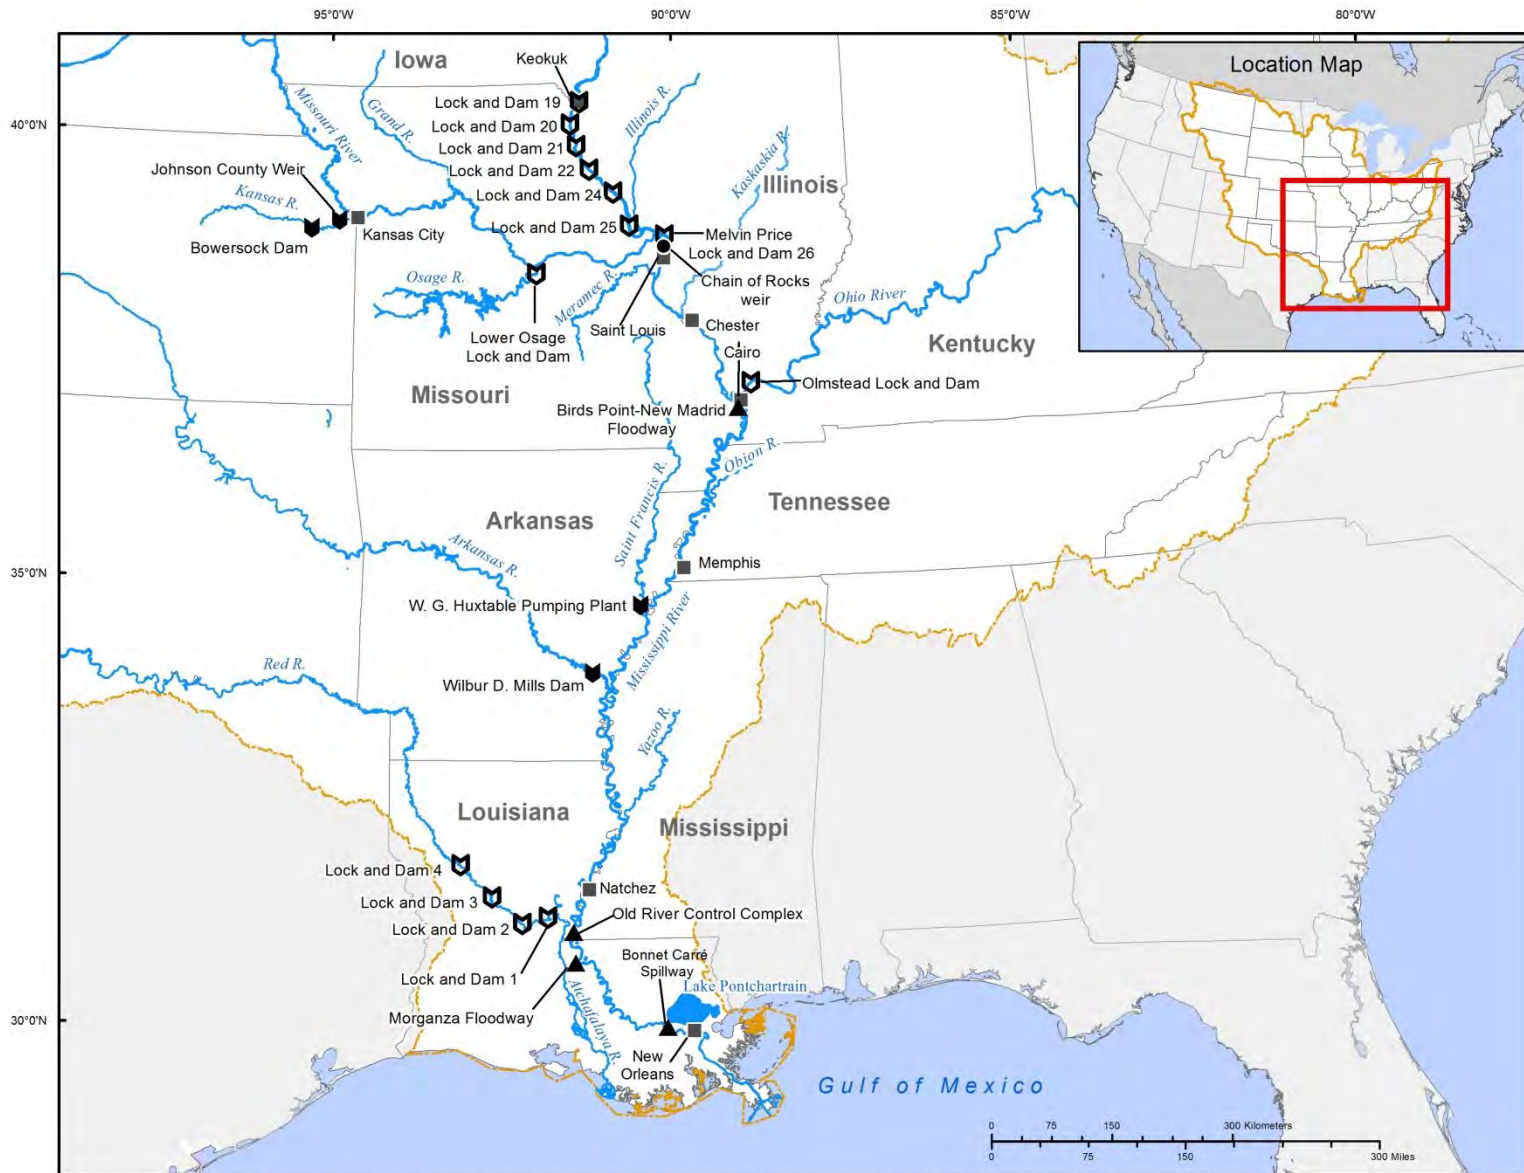 95°0'W
90°0'W
85°0'W
80°0'W
Iowa
Keokuk
Location Map
Lock and Dam 19
Missouri River
Grand R.
Illinois R.
40°0'N
Lock and Dam 20
Lock and Dam 21
Kaskaskia R.
Johnson County Weir
Lock and Dam 22
Illinois
Kansas R.
Lock and Dam 24
Bowersock Dam
Kansas City
Lock and Dam 25
Melvin Price
Lock and Dam 26
Osage R.
Meramec R.
Chain of Rocks
weir
Ohio River
Lower Osage
Lock and Dam
Saint Louis
Chester
Kentucky
Cairo
Missouri
Olmstead Lock and Dam
Birds Point-New Madrid
Floodway
Obion R.
Saint Francis R.
Tennessee
Arkansas
Arkansas R.
Memphis
35°0'N
W. G. Huxtable Pumping Plant
Mississippi River
Red R.
Wilbur D. Mills Dam
Yazoo R.
Louisiana
Mississippi
Lock and Dam 4
Natchez
Lock and Dam 3
Old River Control Complex
Lock and Dam 2
Bonnet Carré
Spillway
Lock and Dam 1
Lake Pontchartrain
Atchafalaya R.
Morganza Floodway
30°0'N
New
Orleans
Gulf of Mexico
0 75 150 300 Kilometers
0 75 150 300 Miles